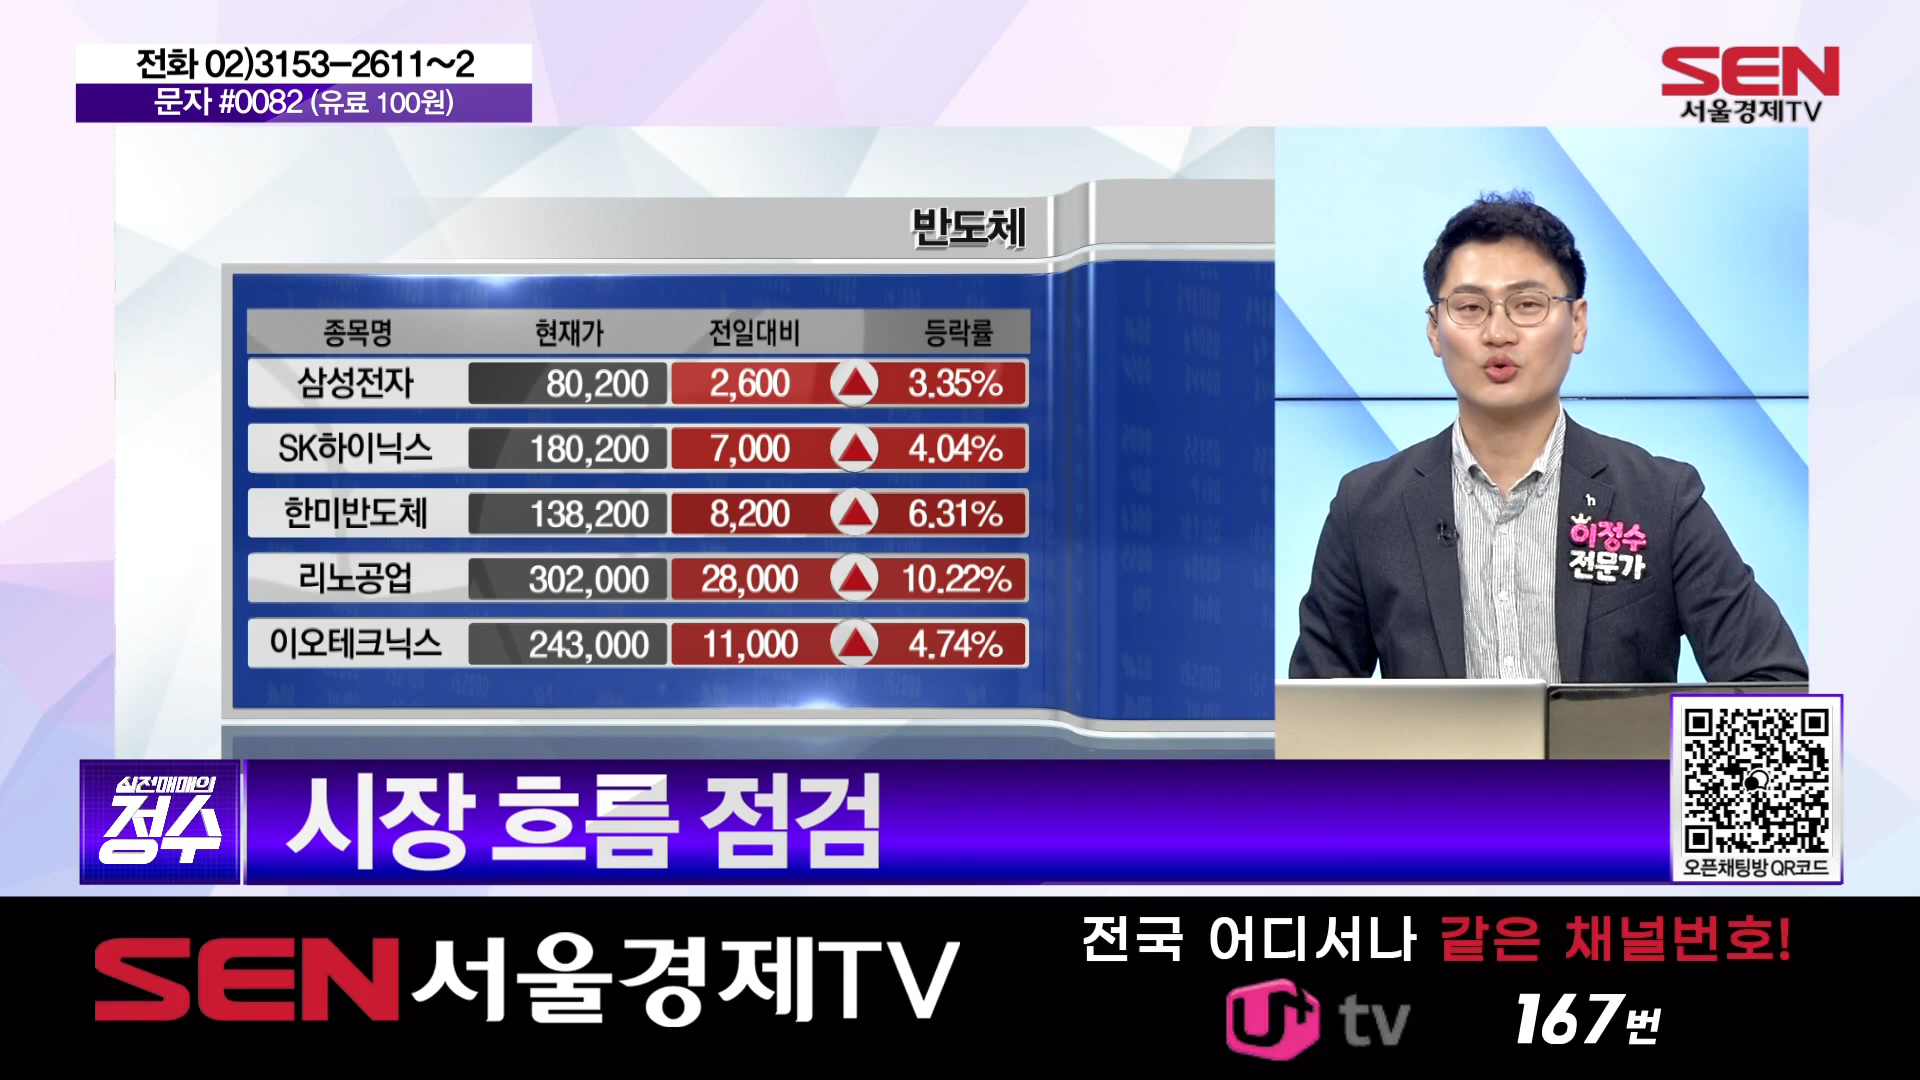 전화 02)3153-2611~2
문자 #0082 (유료 100원)
SEN
서울경제TV
반도체
종목명 현재가 전일대비 등락률
삼성전자 80,200 2,600 ▲ 3.35%
SK하이닉스 180,200 7,000 ▲ 4.04%
한미반도체 138,200 8,200 ▲ 6.31%
리노공업 302,000 28,000 ▲ 10.22%
이오테크닉스 243,000 11,000 ▲ 4.74%
이정수
전문가
실전매매의
정수
시장 흐름 점검
오픈채팅방 QR코드
SEN 서울경제TV
전국 어디서나 같은 채널번호!
U+ tv 167번